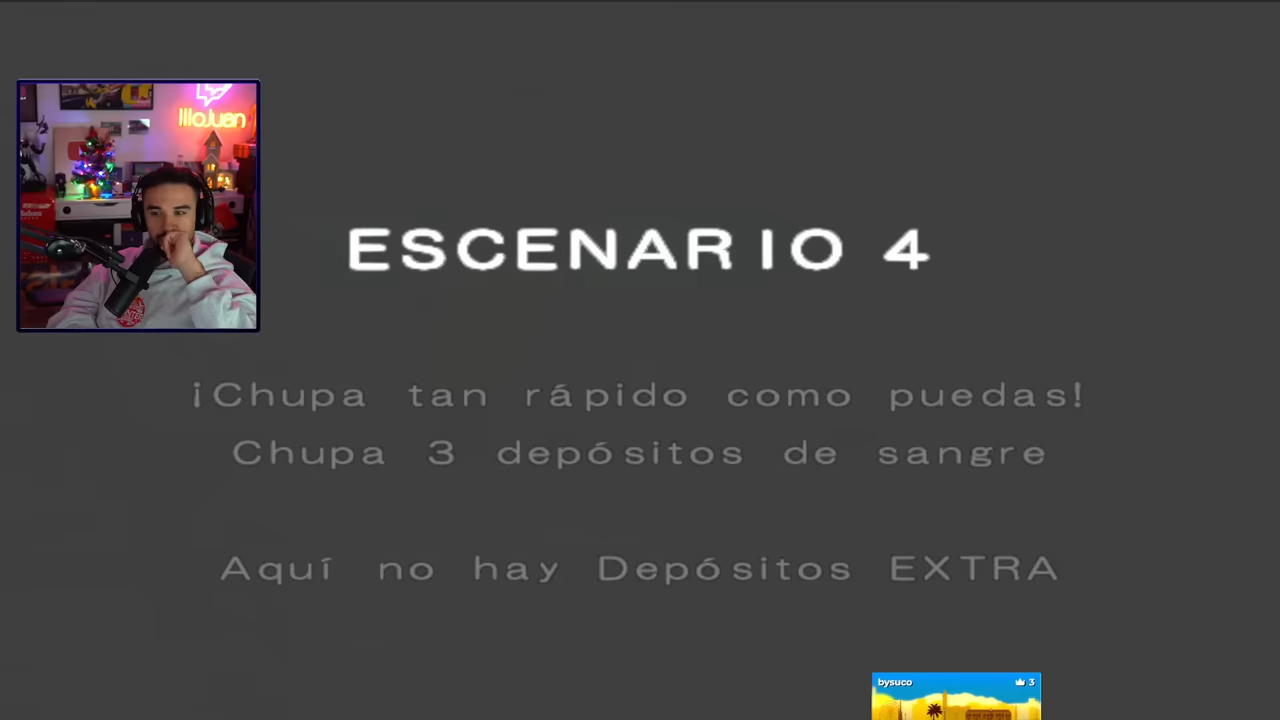 IlloJuan
ESCENARIO 4
¡Chupa tan rápido como puedas!
Chupa 3 depósitos de sangre
Aquí no hay Depósitos EXTRA
bysuco 3